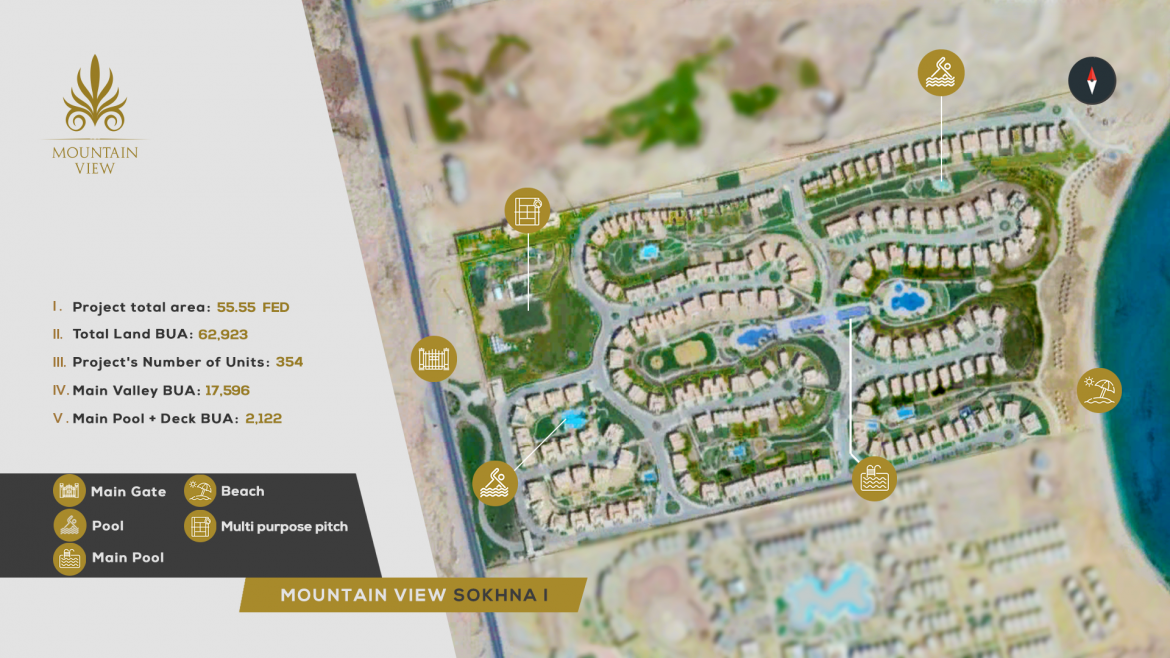 MOUNTAIN
VIEW
I. Project total area: 55.55 FED
II. Total Land BUA: 62,923
III. Project's Number of Units: 354
IV. Main Valley BUA: 17,596
V. Main Pool + Deck BUA: 2,122
Main Gate
Beach
Pool
Multi purpose pitch
Main Pool
MOUNTAIN VIEW SOKHNA I